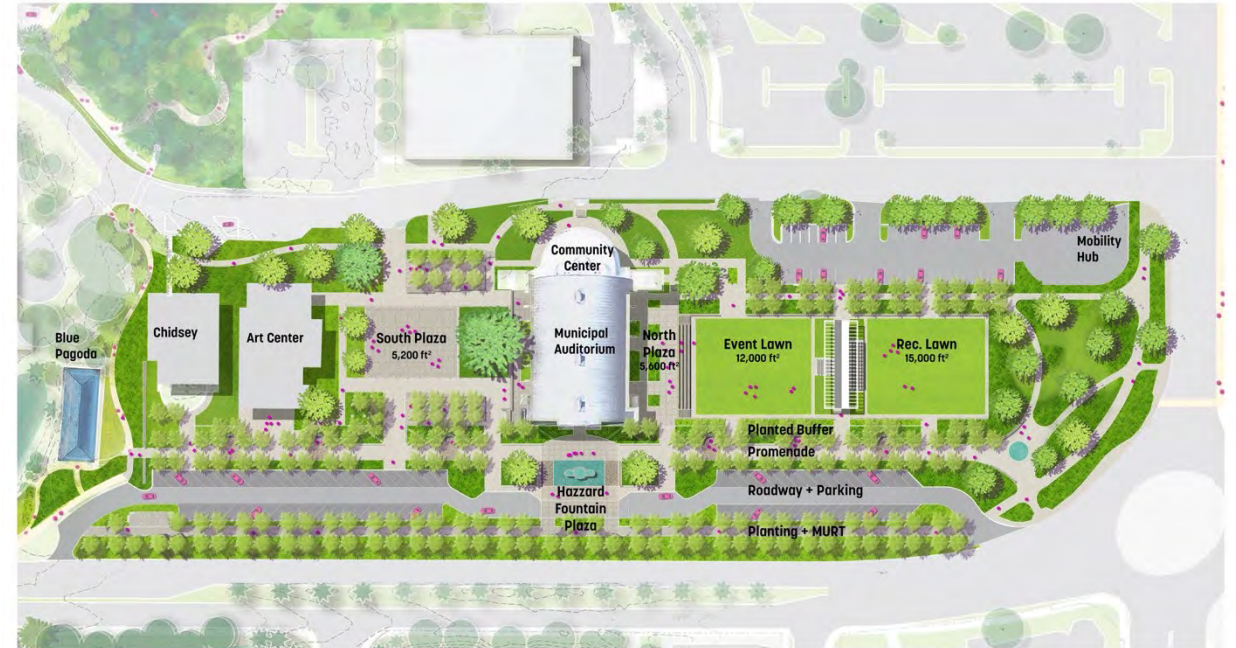 Community
Center
Mobility
Hub
Blue
Pagoda
Chidsey
Art Center
South Plaza
5,200 ft²
Municipal
Auditorium
North
Plaza
5,600 ft²
Event Lawn
12,000 ft²
Rec. Lawn
15,000 ft²
Planted Buffer
Promenade
Hazzard
Fountain
Plaza
Roadway + Parking
Planting + MURT